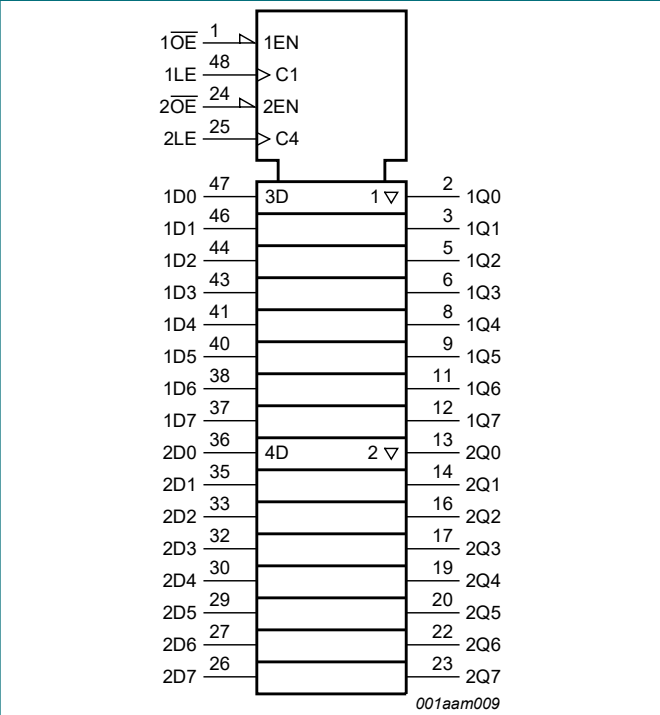 1OE 1 1EN
1LE 48 C1
2OE 24 2EN
2LE 25 C4
1D0 47 3D 1 ▽ 2 1Q0
1D1 46 3 1Q1
1D2 44 5 1Q2
1D3 43 6 1Q3
1D4 41 8 1Q4
1D5 40 9 1Q5
1D6 38 11 1Q6
1D7 37 12 1Q7
2D0 36 4D 2 ▽ 13 2Q0
2D1 35 14 2Q1
2D2 33 16 2Q2
2D3 32 17 2Q3
2D4 30 19 2Q4
2D5 29 20 2Q5
2D6 27 22 2Q6
2D7 26 23 2Q7
001aam009